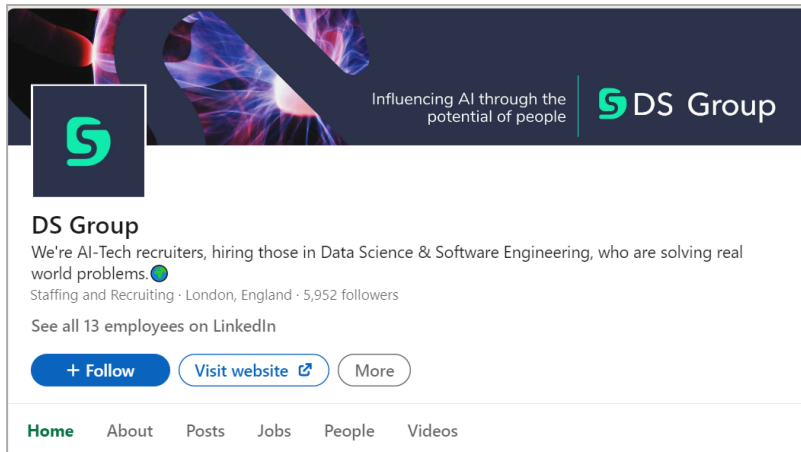 Influencing AI through the
potential of people
DS Group
DS Group
We're AI-Tech recruiters, hiring those in Data Science & Software Engineering, who are solving real
world problems.🌍
Staffing and Recruiting · London, England · 5,952 followers
See all 13 employees on LinkedIn
+ Follow
Visit website
More
Home About Posts Jobs People Videos